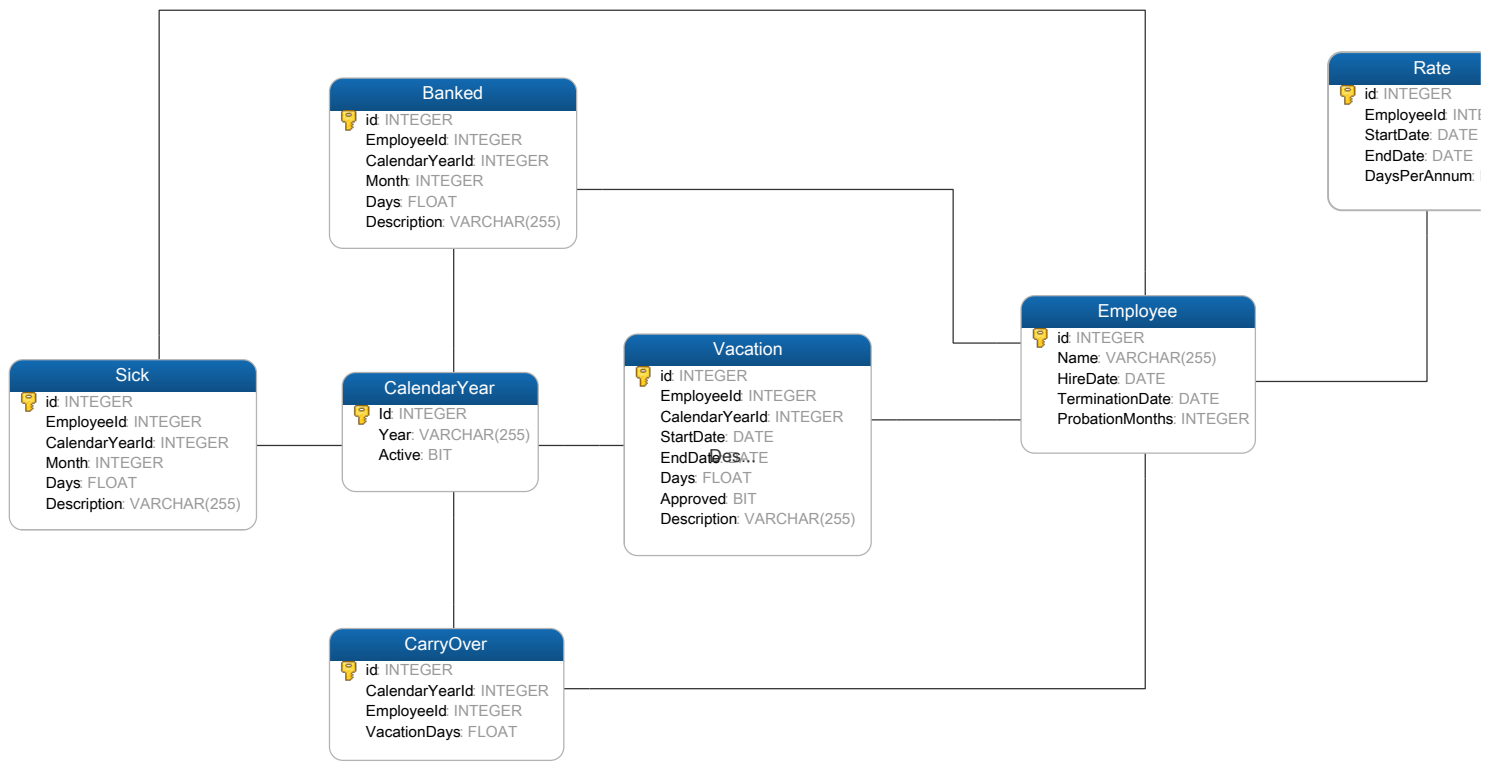 Banked
id: INTEGER
EmployeeId: INTEGER
CalendarYearId: INTEGER
Month: INTEGER
Days: FLOAT
Description: VARCHAR(255)
Rate
id: INTEGER
EmployeeId: INTE
StartDate: DATE
EndDate: DATE
DaysPerAnnum:
Sick
id: INTEGER
EmployeeId: INTEGER
CalendarYearId: INTEGER
Month: INTEGER
Days: FLOAT
Description: VARCHAR(255)
CalendarYear
Id: INTEGER
Year: VARCHAR(255)
Active: BIT
Vacation
id: INTEGER
EmployeeId: INTEGER
CalendarYearId: INTEGER
StartDate: DATE
EndDate: DATE
Des...
Days: FLOAT
Approved: BIT
Description: VARCHAR(255)
Employee
id: INTEGER
Name: VARCHAR(255)
HireDate: DATE
TerminationDate: DATE
ProbationMonths: INTEGER
CarryOver
id: INTEGER
CalendarYearId: INTEGER
EmployeeId: INTEGER
VacationDays: FLOAT